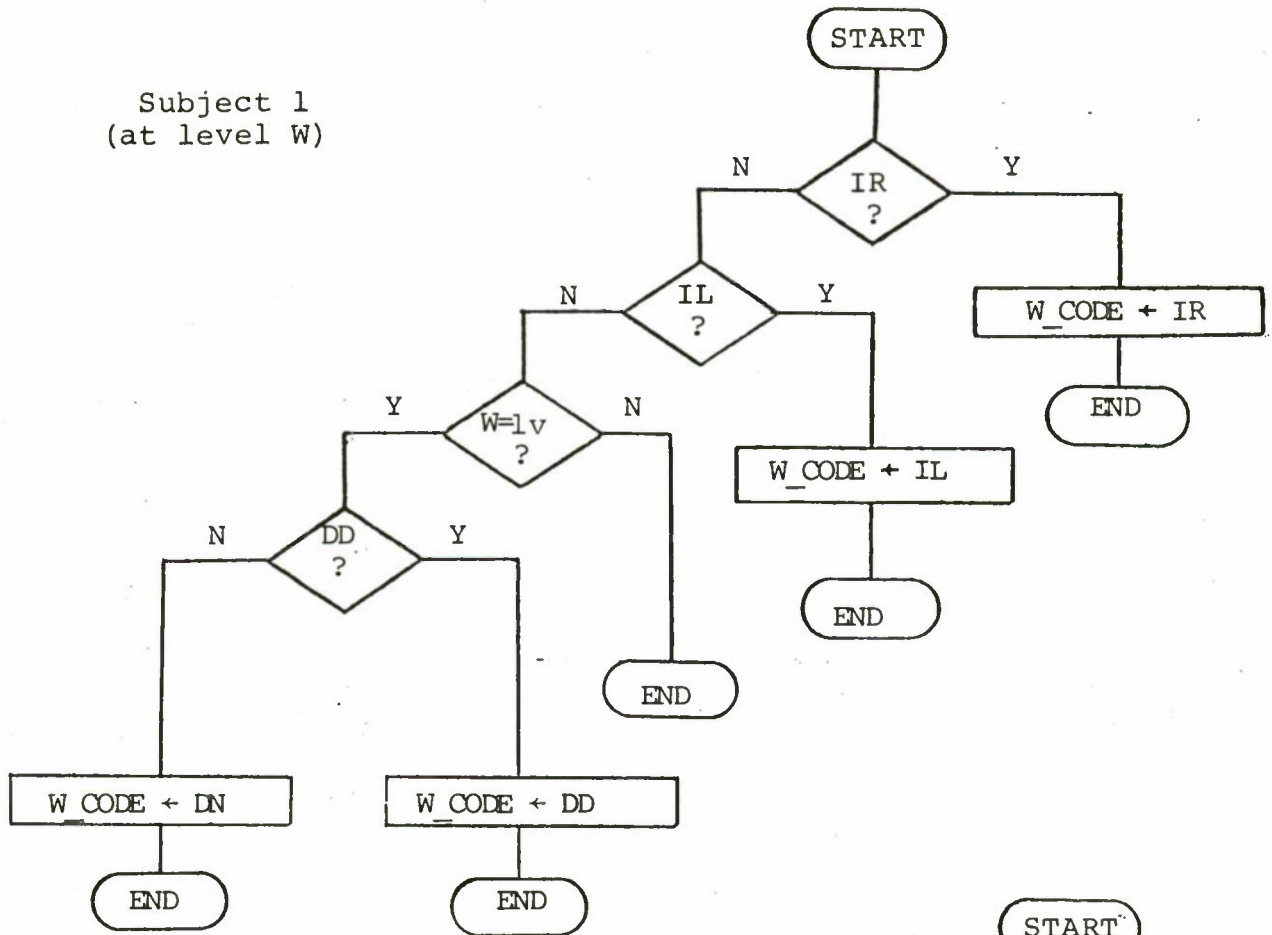 START
Subject 1
(at level W)
N
IR
?
Y
N
IL
?
Y
W_CODE ← IR
END
Y
W=lv
?
N
W_CODE ← IL
N
DD
?
Y
END
END
W_CODE ← DN
W_CODE ← DD
END
END
START